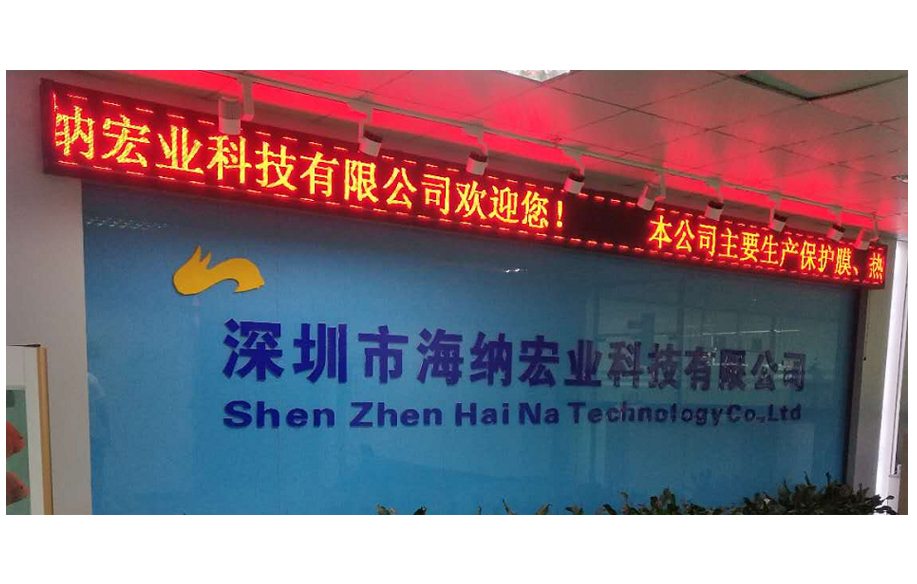 纳宏业科技有限公司欢迎您! 本公司主要生产保护膜、热
深圳市海纳宏业科技有限公司
Shen Zhen Hai Na Technology Co.,Ltd